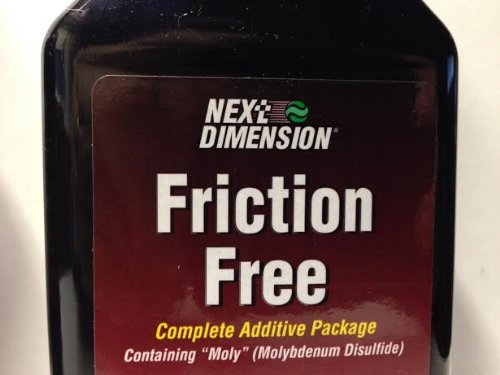 NEXT
DIMENSION®
Friction
Free
Complete Additive Package
Containing "Moly" (Molybdenum Disulfide)